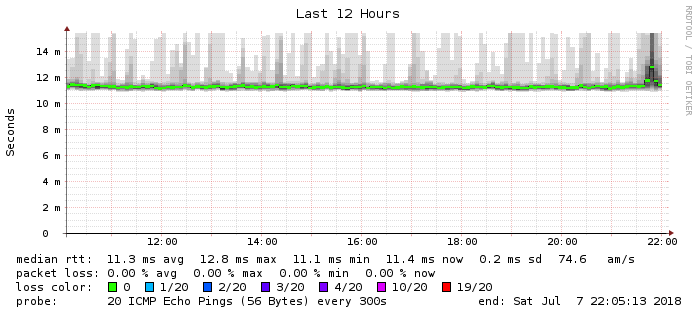 Last 12 Hours
RRDTOOL / TOBI OETIKER
Seconds
14 m
12 m
10 m
8 m
6 m
4 m
2 m
0
12:00 14:00 16:00 18:00 20:00 22:00
median rtt: 11.3 ms avg 12.8 ms max 11.1 ms min 11.4 ms now 0.2 ms sd 74.6 am/s
packet loss: 0.00 % avg 0.00 % max 0.00 % min 0.00 % now
loss color: 0 1/20 2/20 3/20 4/20 10/20 19/20
probe: 20 ICMP Echo Pings (56 Bytes) every 300s end: Sat Jul 7 22:05:13 2018